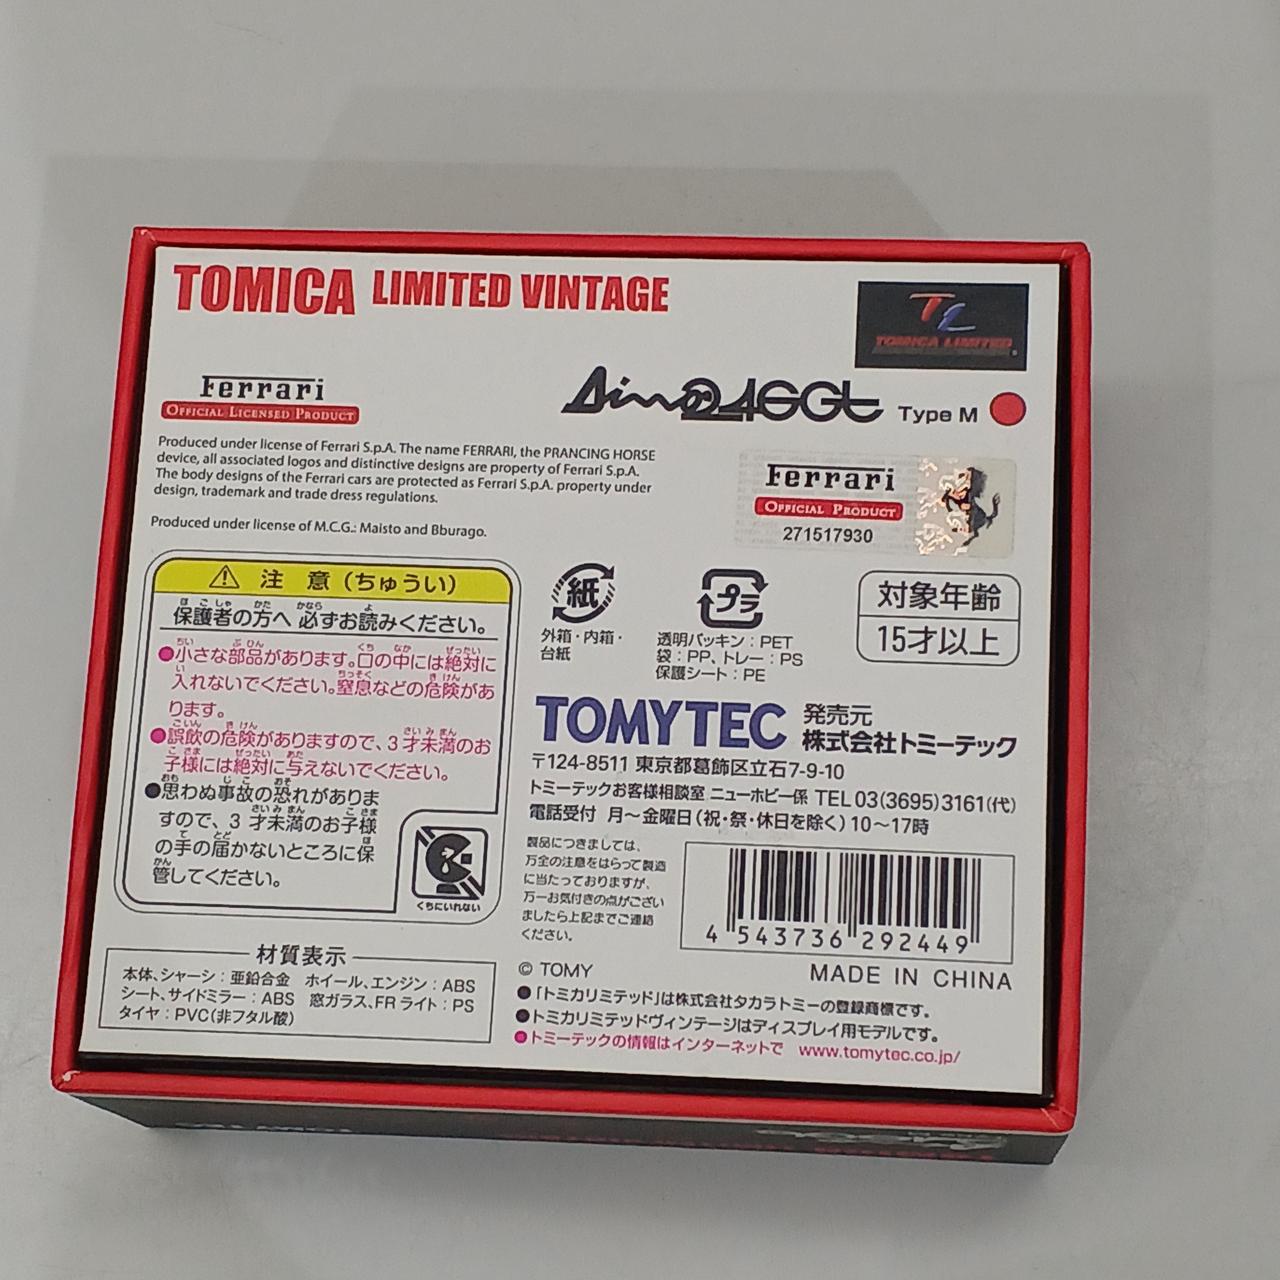 TOMICA LIMITED VINTAGE
TL
TOMICA LIMITED
Ferrari
OFFICIAL LICENSED PRODUCT
Dino 246Gt Type M
Produced under license of Ferrari S.p.A. The name FERRARI, the PRANCING HORSE
device, all associated logos and distinctive designs are property of Ferrari S.p.A.
The body designs of the Ferrari cars are protected as Ferrari S.p.A. property under
design, trademark and trade dress regulations.
Produced under license of M.C.G.: Maisto and Bburago.
Ferrari
OFFICIAL PRODUCT
271517930
注 意（ちゅうい）
保護者の方へ 必ずお読みください。
●小さな部品があります。口の中には絶対に
入れないでください。窒息などの危険があ
ります。
●誤飲の危険がありますので、3才未満のお
子様には絶対に与えないでください。
●思わぬ事故の恐れがありま
すので、3才未満のお子様
の手の届かないところに保
管してください。
くちにいれない
紙
外箱・内箱・
台紙
プラ
透明パッキン：PET
袋：PP、トレー：PS
保護シート：PE
対象年齢
15才以上
TOMYTEC 発売元
株式会社トミーテック
〒124-8511 東京都葛飾区立石7-9-10
トミーテックお客様相談室 ニューホビー係 TEL 03(3695)3161(代)
電話受付 月～金曜日(祝・祭・休日を除く)10～17時
製品につきましては、
万全の注意をはらって製造
に当たっておりますが、
万一お気付きの点がござい
ましたら上記までご連絡
ください。
4 543736 292449
材質表示
本体、シャーシ：亜鉛合金 ホイール、エンジン：ABS
シート、サイドミラー：ABS 窓ガラス、FRライト：PS
タイヤ：PVC(非フタル酸)
© TOMY MADE IN CHINA
●「トミカリミテッド」は株式会社タカラトミーの登録商標です。
●トミカリミテッドヴィンテージはディスプレイ用モデルです。
●トミーテックの情報はインターネットで www.tomytec.co.jp/